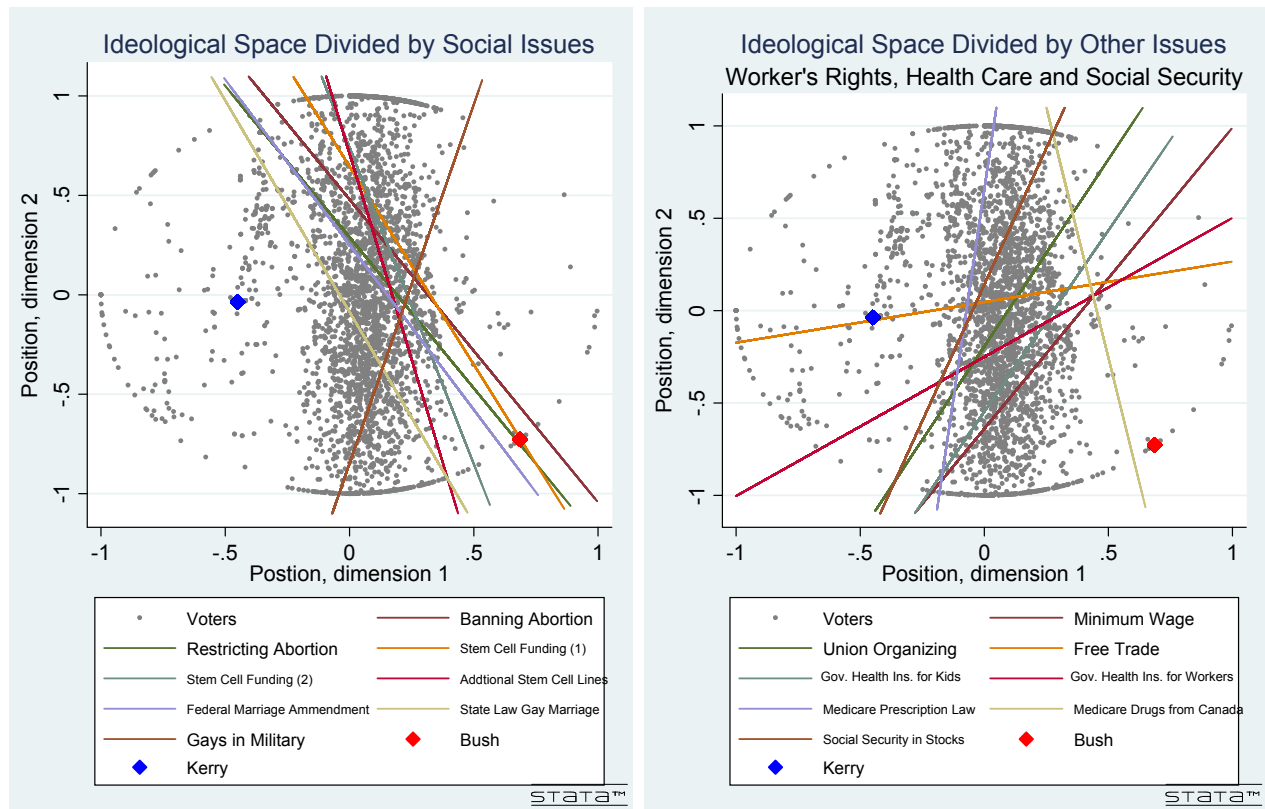 Ideological Space Divided by Social Issues
Position, dimension 2
1
.5
0
-.5
-1
-1 -.5 0 .5 1
Postion, dimension 1
Voters Banning Abortion
Restricting Abortion Stem Cell Funding (1)
Stem Cell Funding (2) Addtional Stem Cell Lines
Federal Marriage Ammendment State Law Gay Marriage
Gays in Military Bush
Kerry
STATA™
Ideological Space Divided by Other Issues
Worker's Rights, Health Care and Social Security
Position, dimension 2
1
.5
0
-.5
-1
-1 -.5 0 .5 1
Position, dimension 1
Voters Minimum Wage
Union Organizing Free Trade
Gov. Health Ins. for Kids Gov. Health Ins. for Workers
Medicare Prescription Law Medicare Drugs from Canada
Social Security in Stocks Bush
Kerry
STATA™